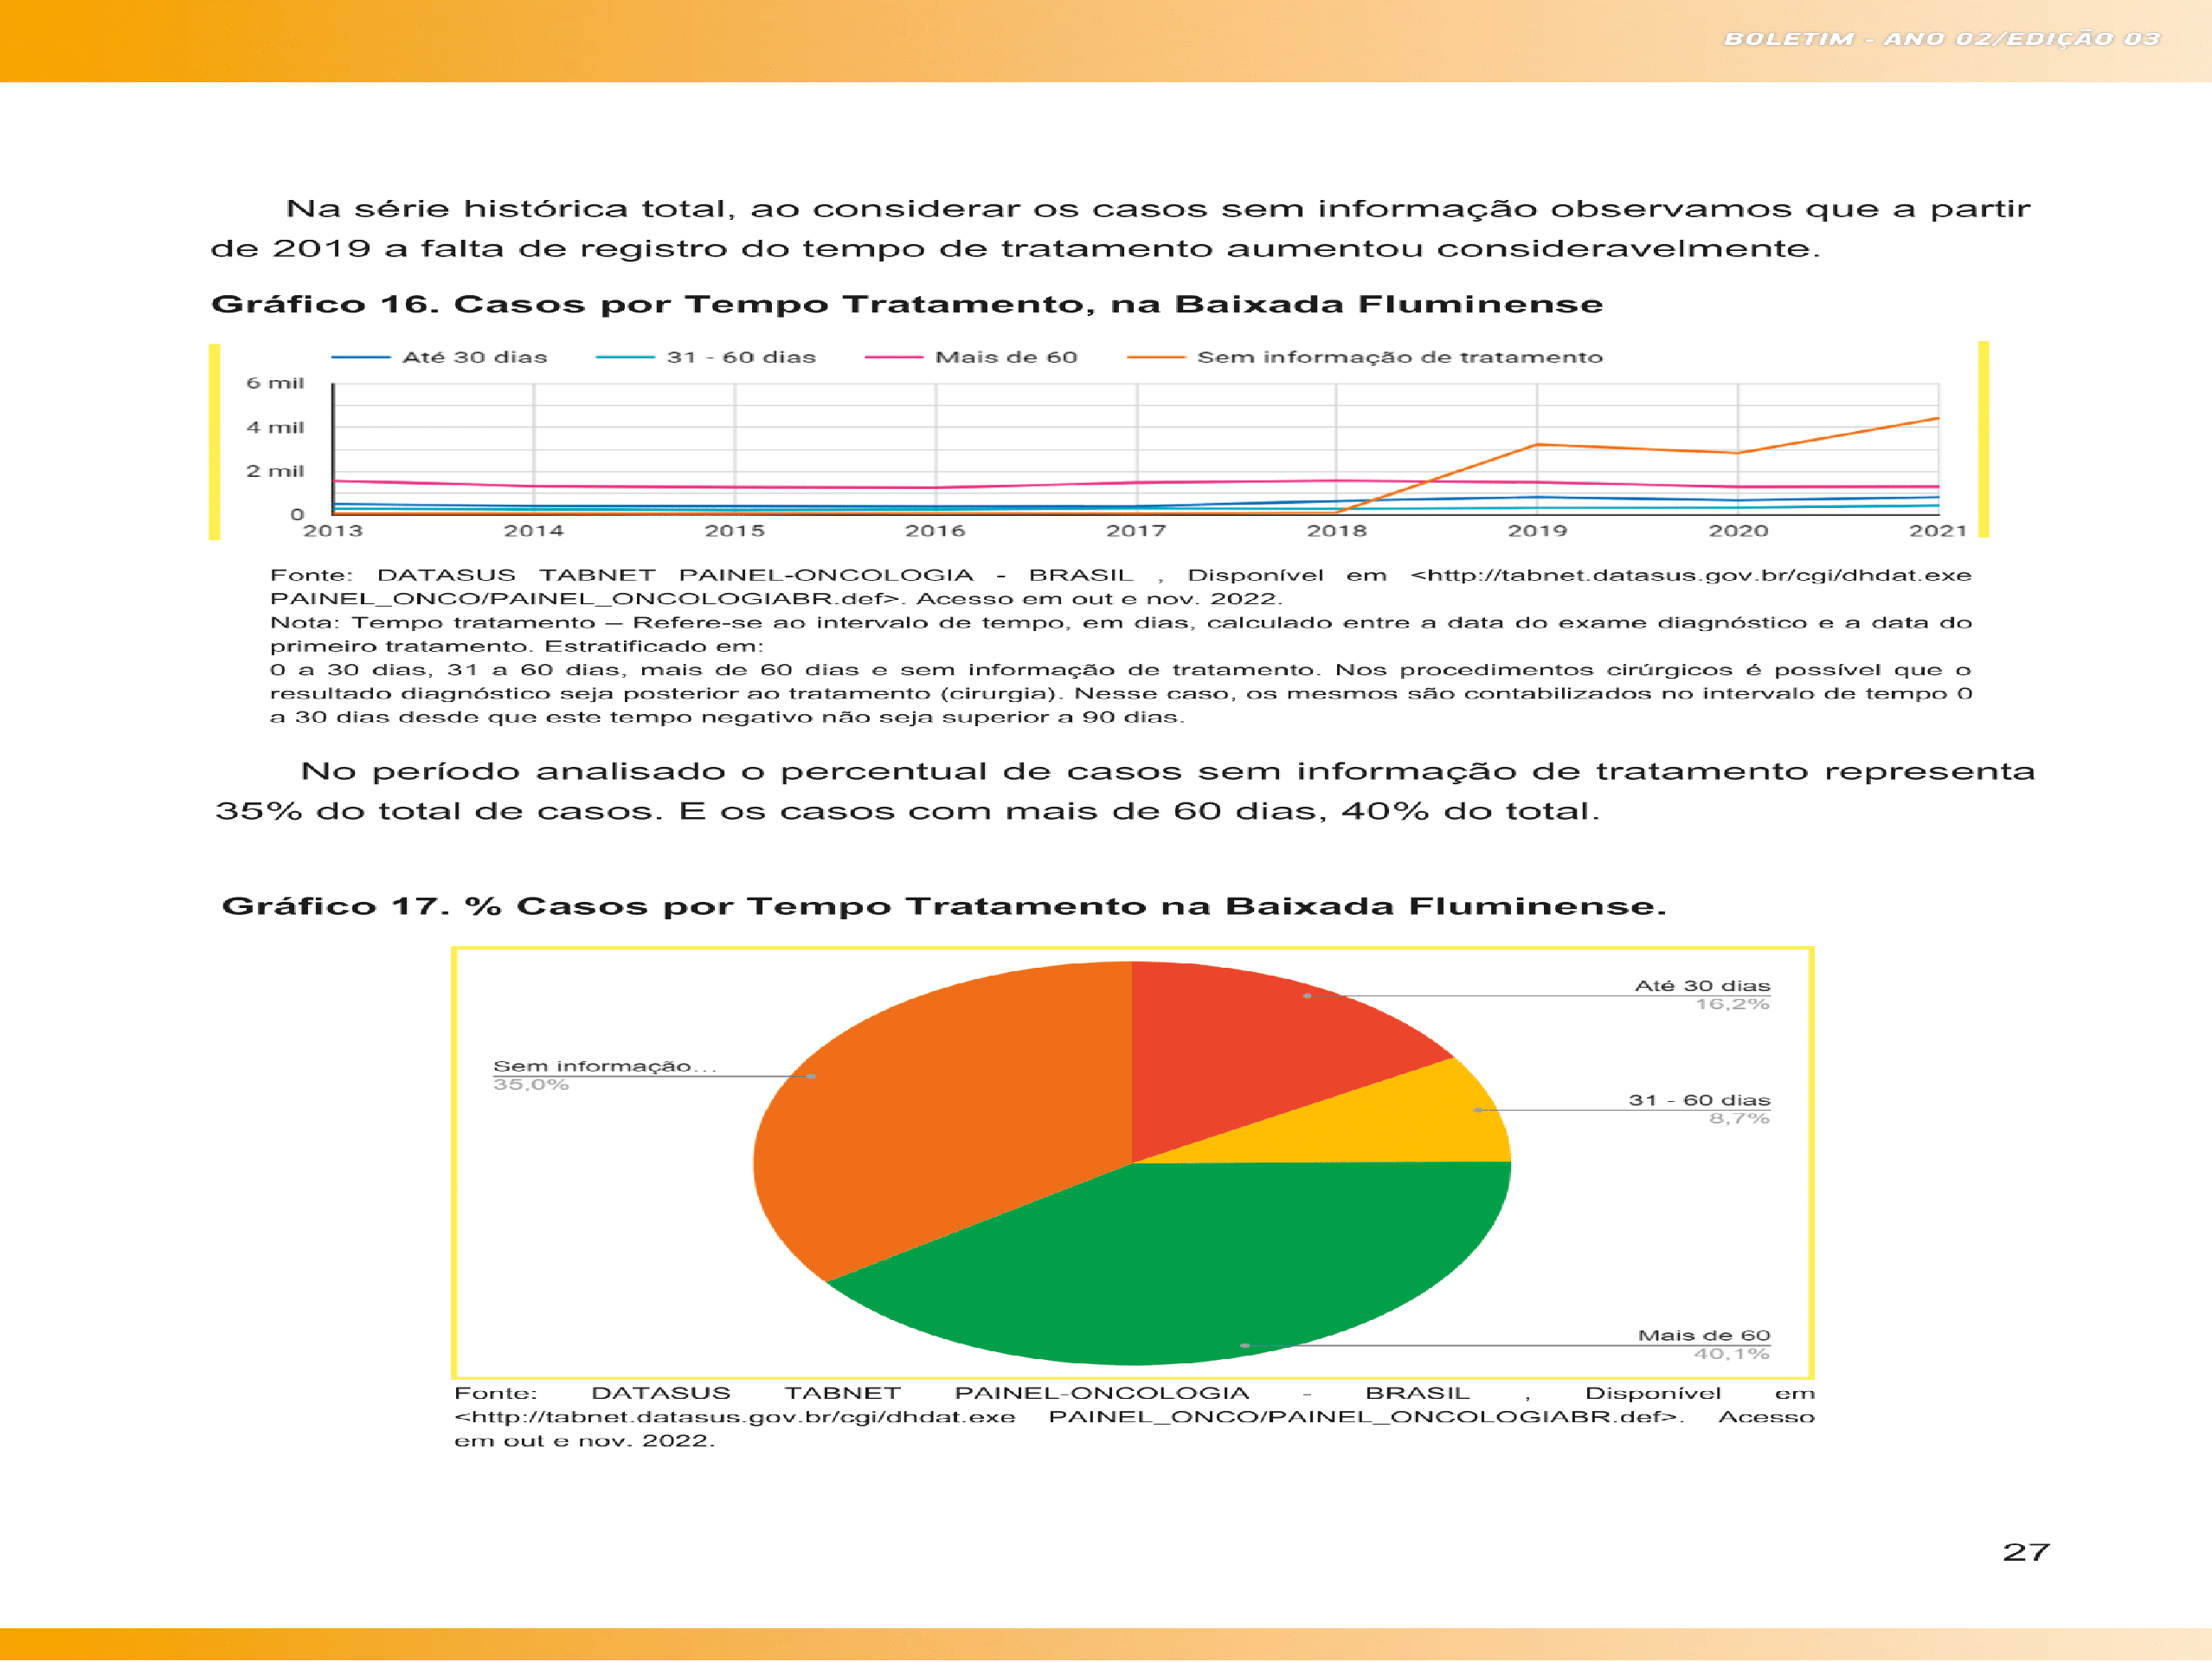 BOLETIM - ANO 02/EDIÇÃO 03
Na série histórica total, ao considerar os casos sem informação observamos que a partir
de 2019 a falta de registro do tempo de tratamento aumentou consideravelmente.
Gráfico 16. Casos por Tempo Tratamento, na Baixada Fluminense
Até 30 dias 31 - 60 dias Mais de 60 Sem informação de tratamento
6 mil
4 mil
2 mil
0
2013 2014 2015 2016 2017 2018 2019 2020 2021
Fonte: DATASUS TABNET PAINEL-ONCOLOGIA - BRASIL , Disponível em <http://tabnet.datasus.gov.br/cgi/dhdat.exe
PAINEL_ONCO/PAINEL_ONCOLOGIABR.def>. Acesso em out e nov. 2022.
Nota: Tempo tratamento – Refere-se ao intervalo de tempo, em dias, calculado entre a data do exame diagnóstico e a data do
primeiro tratamento. Estratificado em:
0 a 30 dias, 31 a 60 dias, mais de 60 dias e sem informação de tratamento. Nos procedimentos cirúrgicos é possível que o
resultado diagnóstico seja posterior ao tratamento (cirurgia). Nesse caso, os mesmos são contabilizados no intervalo de tempo 0
a 30 dias desde que este tempo negativo não seja superior a 90 dias.
No período analisado o percentual de casos sem informação de tratamento representa
35% do total de casos. E os casos com mais de 60 dias, 40% do total.
Gráfico 17. % Casos por Tempo Tratamento na Baixada Fluminense.
Até 30 dias
16,2%
Sem informação...
35,0%
31 - 60 dias
8,7%
Mais de 60
40,1%
Fonte: DATASUS TABNET PAINEL-ONCOLOGIA - BRASIL , Disponível em
<http://tabnet.datasus.gov.br/cgi/dhdat.exe PAINEL_ONCO/PAINEL_ONCOLOGIABR.def>. Acesso
em out e nov. 2022.
27